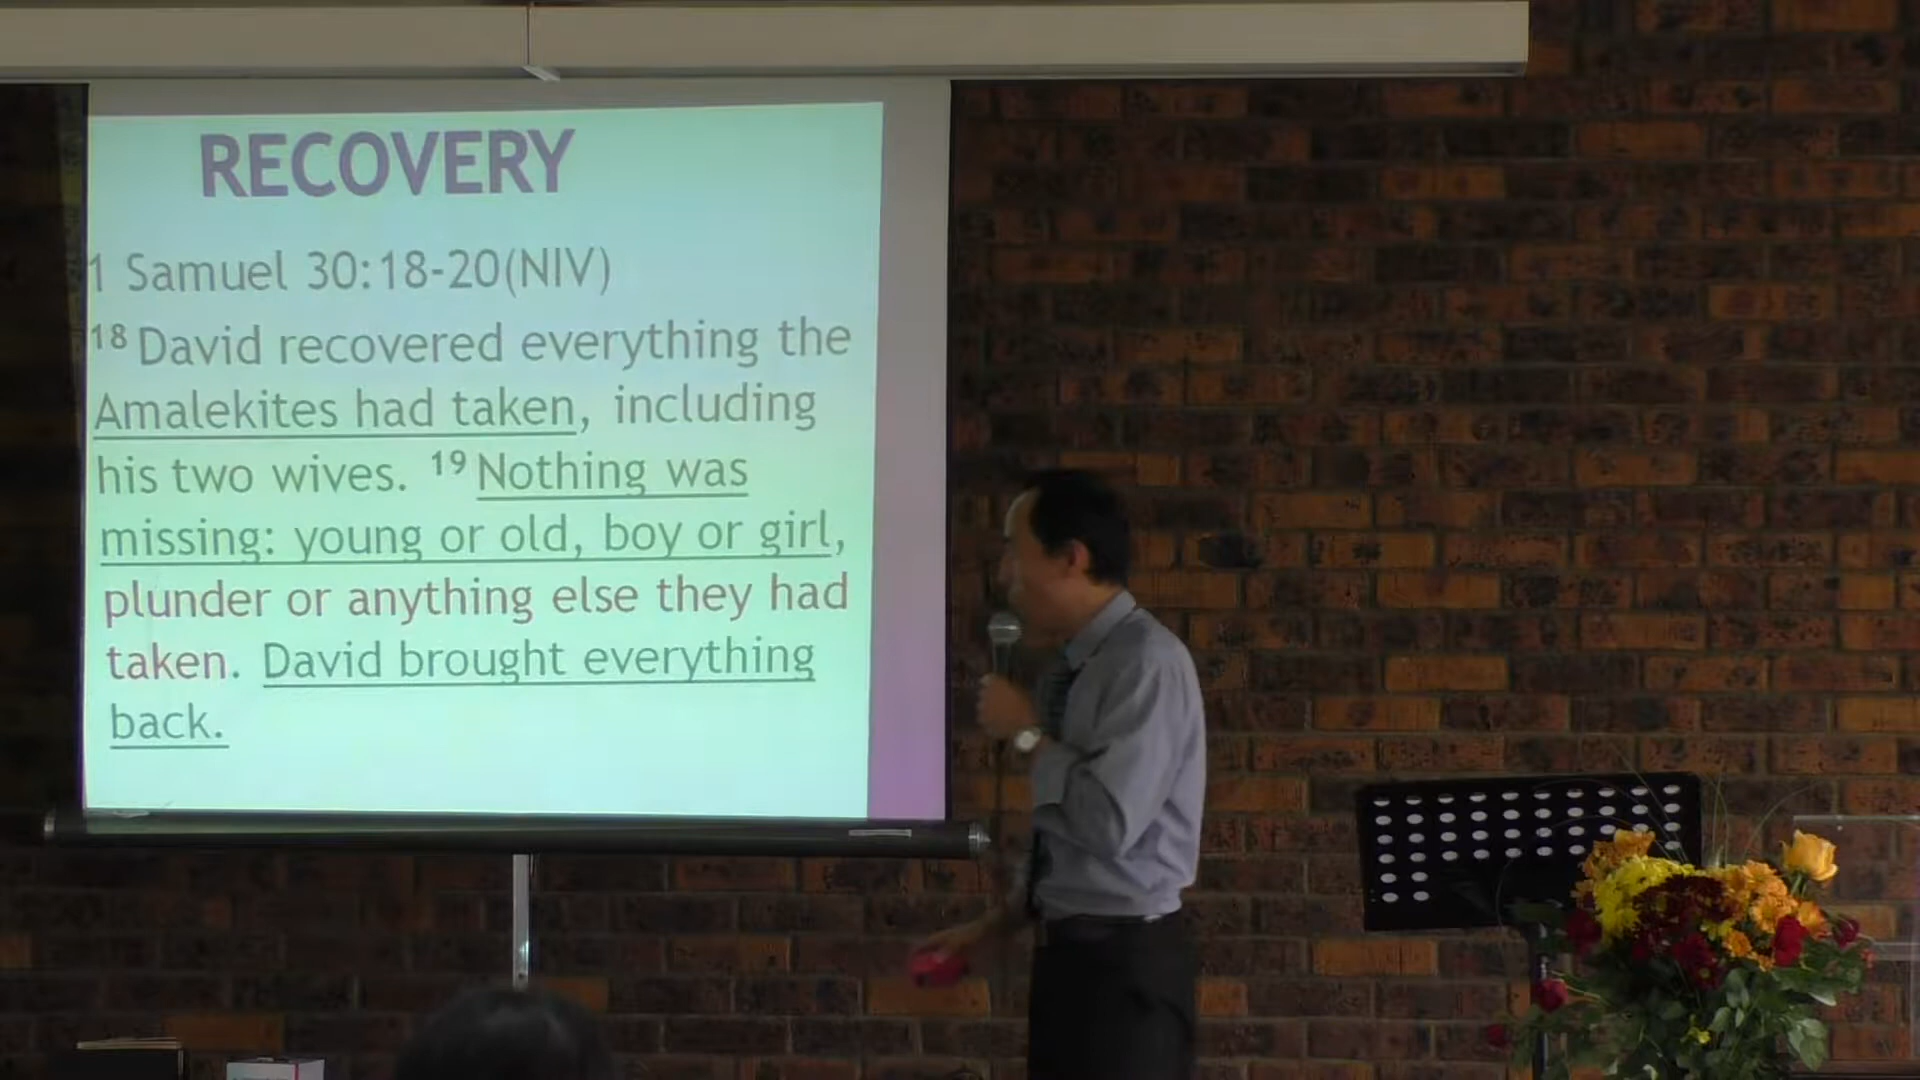 RECOVERY
1 Samuel 30:18-20(NIV)
18 David recovered everything the
Amalekites had taken, including
his two wives. 19 Nothing was
missing: young or old, boy or girl,
plunder or anything else they had
taken. David brought everything
back.